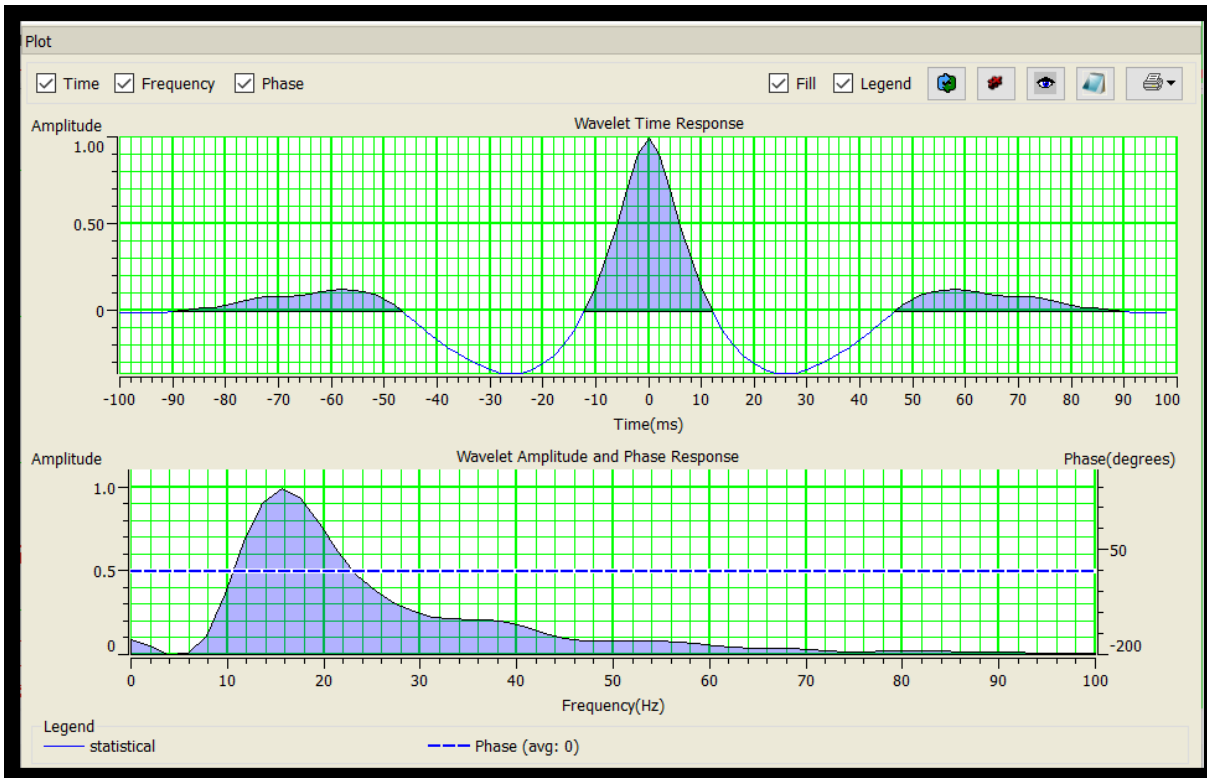 Plot
Time Frequency Phase Fill Legend
Amplitude Wavelet Time Response
1.00
0.50
0
-100 -90 -80 -70 -60 -50 -40 -30 -20 -10 0 10 20 30 40 50 60 70 80 90 100
Time(ms)
Amplitude Wavelet Amplitude and Phase Response Phase(degrees)
1.0
50
0.5
0 -200
0 10 20 30 40 50 60 70 80 90 100
Frequency(Hz)
Legend
statistical Phase (avg: 0)